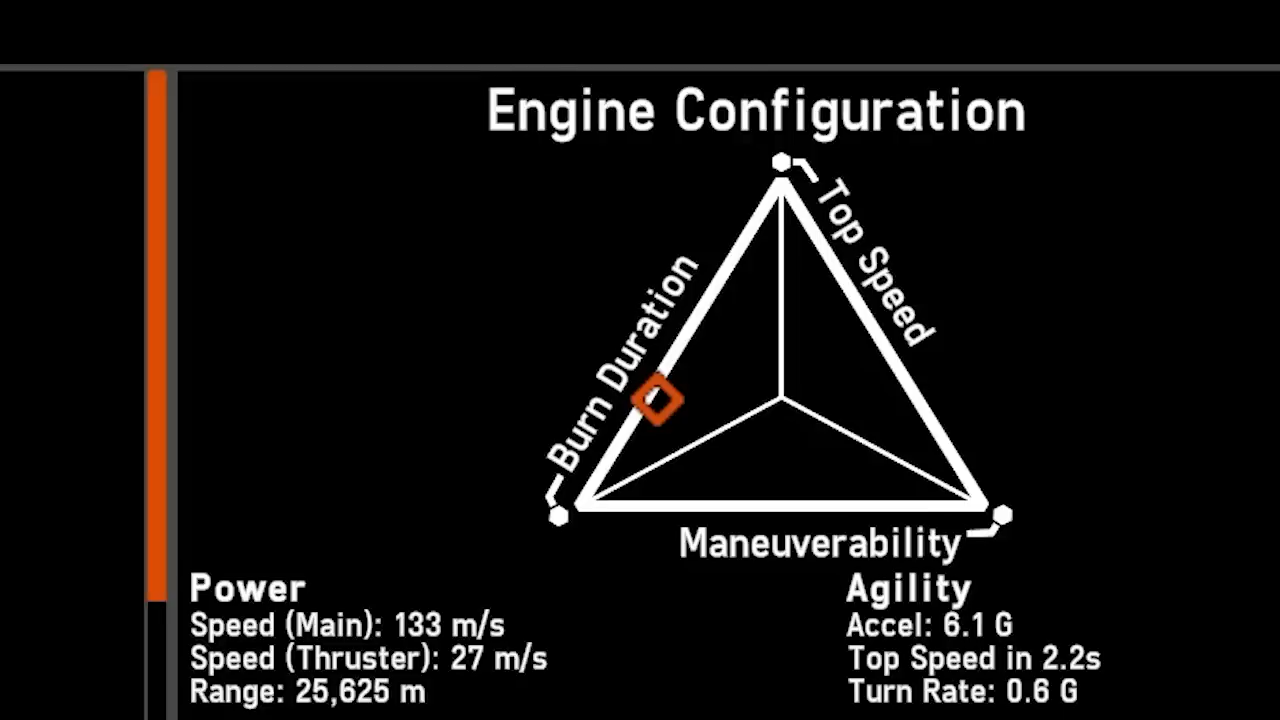 Engine Configuration
Top Speed
Burn Duration
Maneuverability
Power
Speed (Main): 133 m/s
Speed (Thruster): 27 m/s
Range: 25,625 m
Agility
Accel: 6.1 G
Top Speed in 2.2s
Turn Rate: 0.6 G